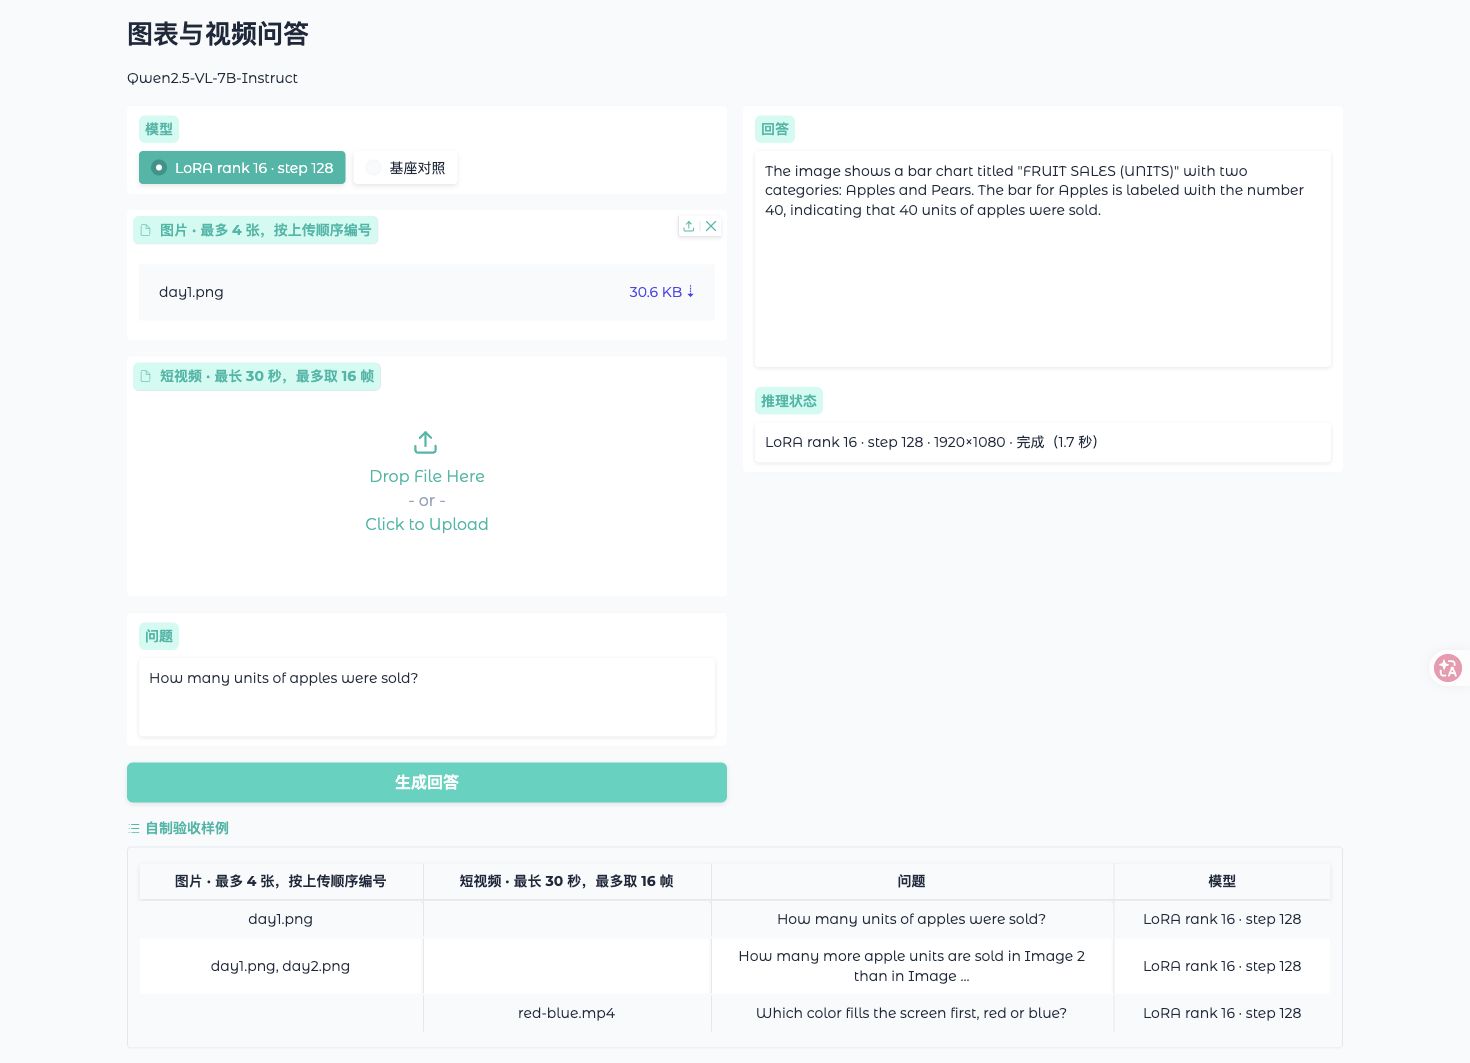 图表与视频问答
Qwen2.5-VL-7B-Instruct
模型
LoRA rank 16 · step 128
基座对照
图片 · 最多 4 张，按上传顺序编号
day1.png
30.6 KB ↓
短视频 · 最长 30 秒，最多取 16 帧
Drop File Here
- or -
Click to Upload
问题
How many units of apples were sold?
生成回答
回答
The image shows a bar chart titled "FRUIT SALES (UNITS)" with two
categories: Apples and Pears. The bar for Apples is labeled with the number
40, indicating that 40 units of apples were sold.
推理状态
LoRA rank 16 · step 128 · 1920×1080 · 完成（1.7 秒）
自制验收样例
图片 · 最多 4 张，按上传顺序编号 短视频 · 最长 30 秒，最多取 16 帧 问题 模型
day1.png How many units of apples were sold? LoRA rank 16 · step 128
day1.png, day2.png How many more apple units are sold in Image 2
than in Image ... LoRA rank 16 · step 128
red-blue.mp4 Which color fills the screen first, red or blue? LoRA rank 16 · step 128